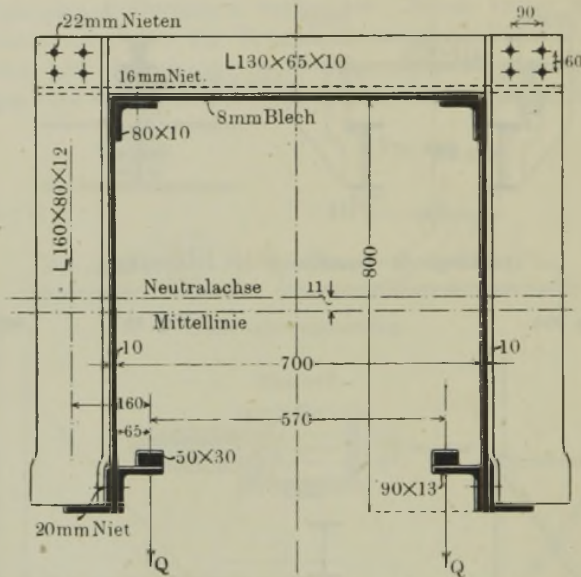 22mm Nieten
90
L130×65×10
60
16mm Niet.
8mm Blech
80×10
L 160×80×12
800
Neutralachse
11
Mittellinie
10
700
10
160
570
65
50×30
90×13
20mm Niet
Q
Q